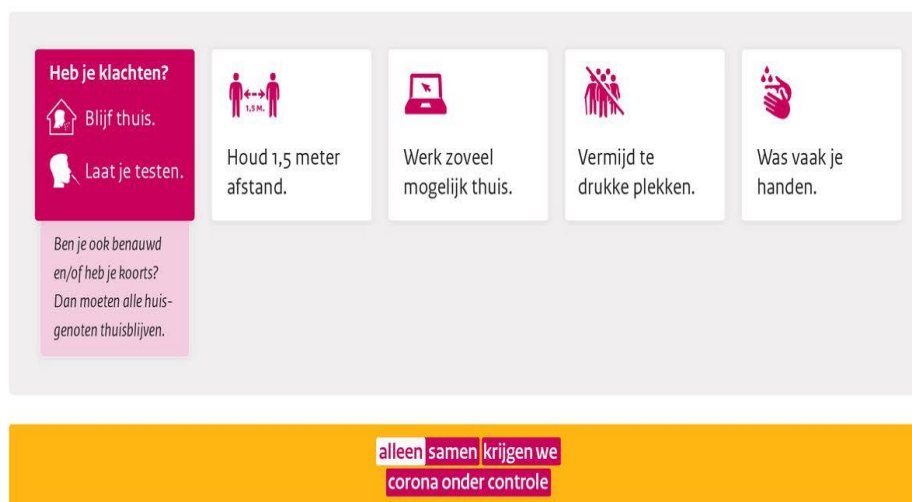 Heb je klachten?
Blijf thuis.
Laat je testen.
Ben je ook benauwd
en/of heb je koorts?
Dan moeten alle huis-
genoten thuisblijven.
1,5 M.
Houd 1,5 meter
afstand.
Werk zoveel
mogelijk thuis.
Vermijd te
drukke plekken.
Was vaak je
handen.
alleen samen krijgen we
corona onder controle